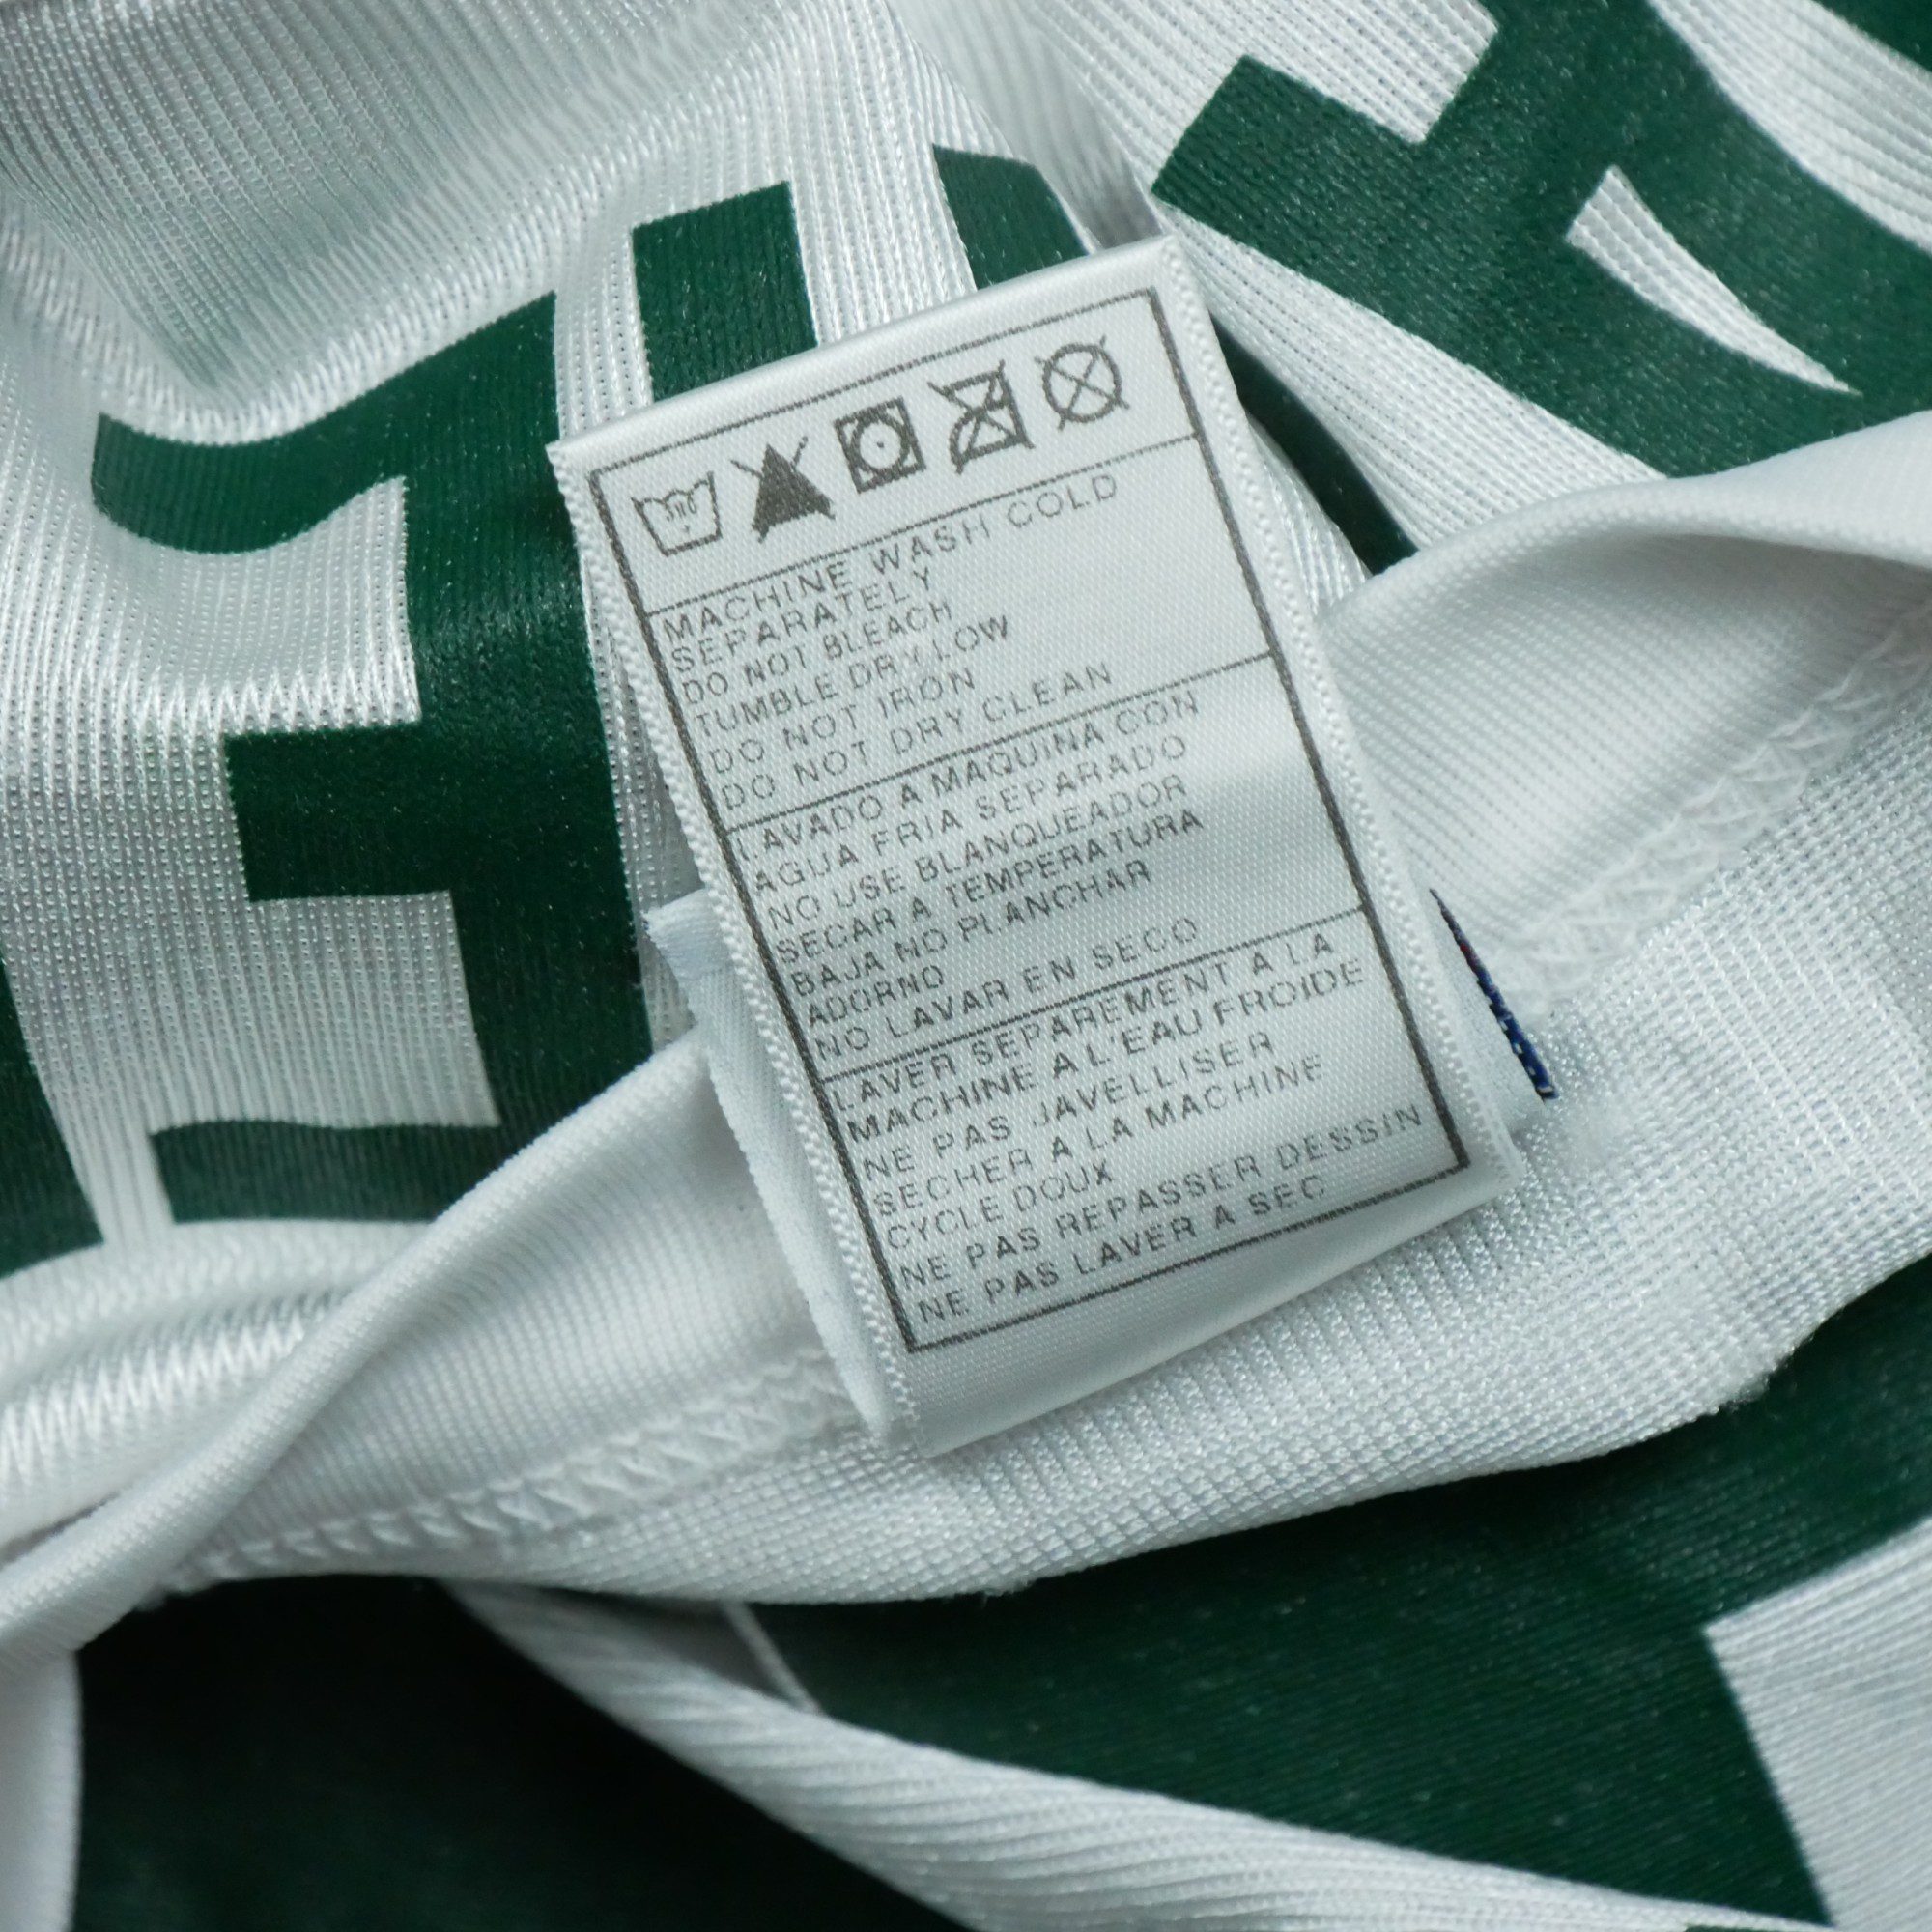 MACHINE WASH COLD
SEPARATELY
DO NOT BLEACH
TUMBLE DRY LOW
DO NOT IRON
DO NOT DRY CLEAN
LAVADO A MAQUINA CON
AGUA FRIA SEPARADO
NO USE BLANQUEADOR
SECAR A TEMPERATURA
BAJA NO PLANCHAR
ADORNO
NO LAVAR EN SECO
LAVER SEPAREMENT A LA
MACHINE A L'EAU FROIDE
NE PAS JAVELLISER
SECHER A LA MACHINE
CYCLE DOUX
NE PAS REPASSER DESSIN
NE PAS LAVER A SEC